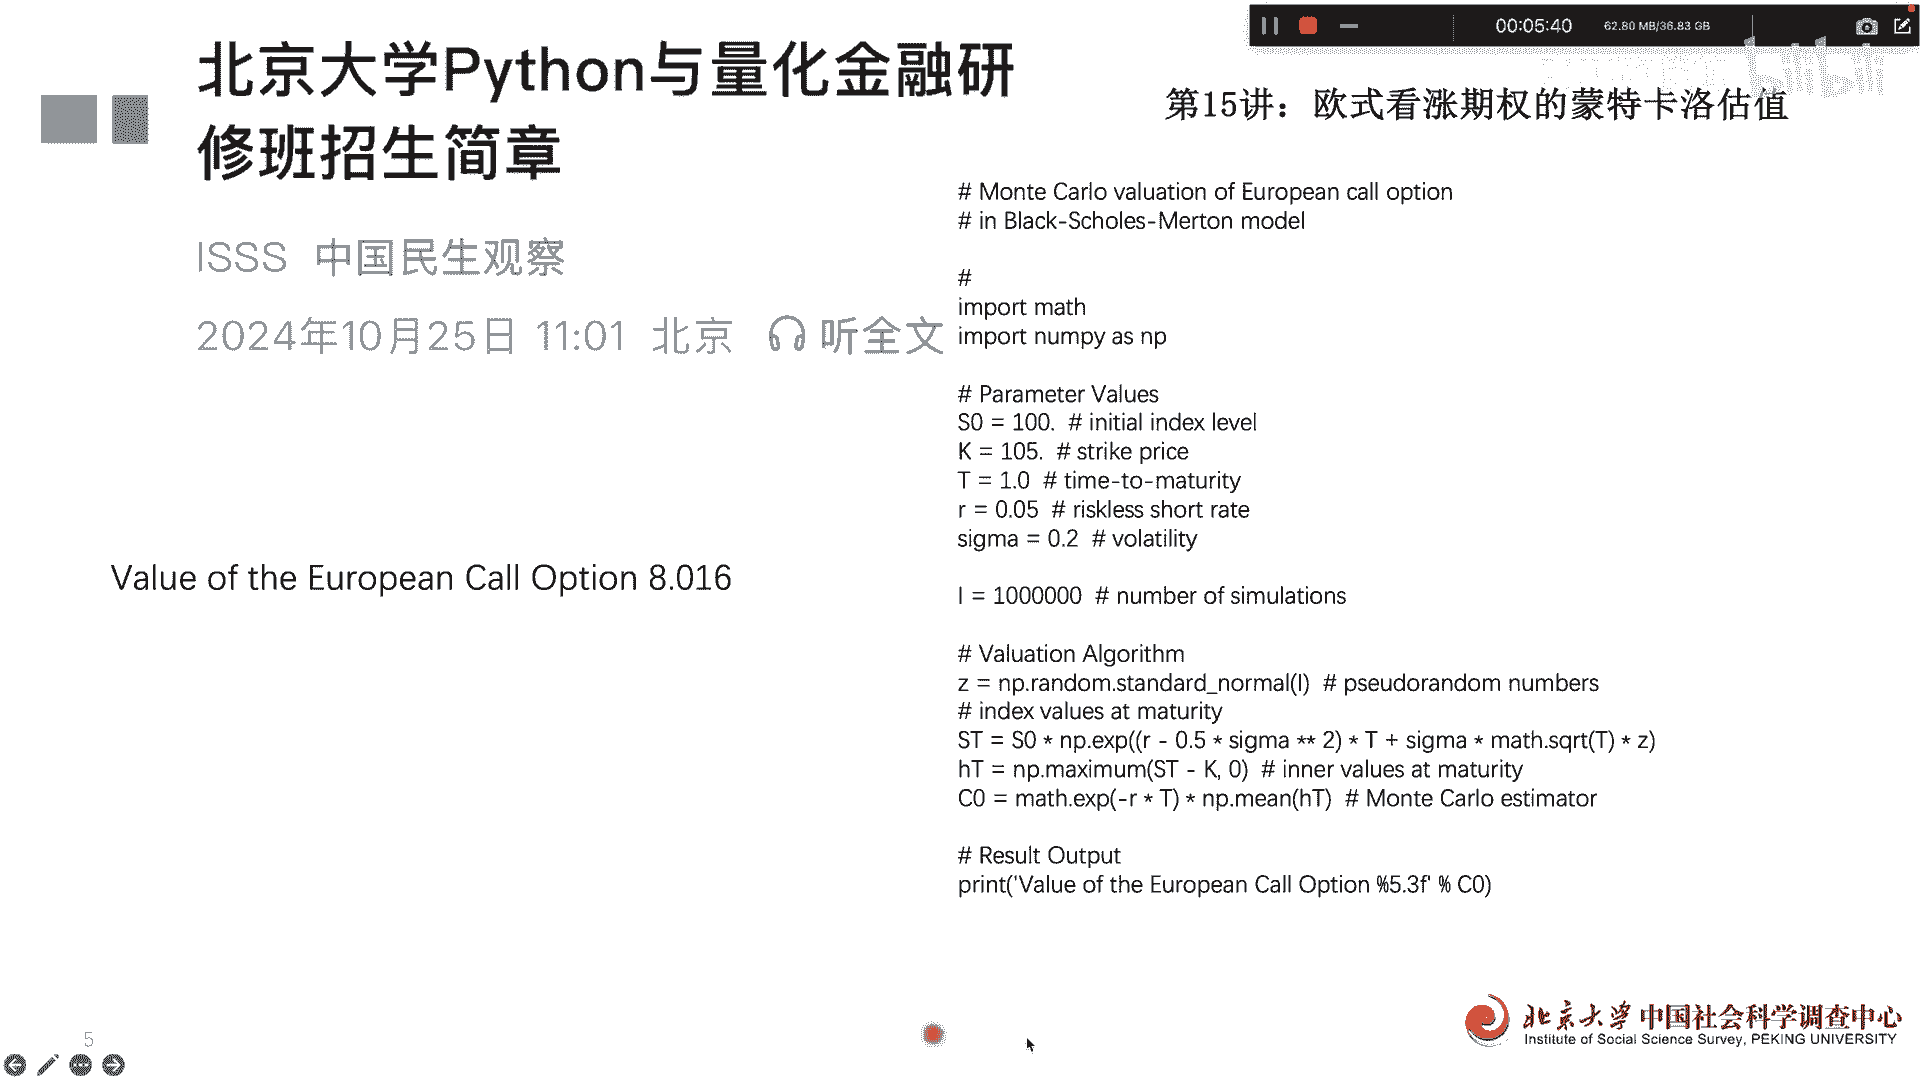 00:05:40
62.80 MB/36.83 GB
bilibili
北京大学Python与量化金融研
修班招生简章
ISSS 中国民生观察
2024年10月25日 11:01 北京 听全文
Value of the European Call Option 8.016
第15讲：欧式看涨期权的蒙特卡洛估值
# Monte Carlo valuation of European call option
# in Black-Scholes-Merton model
#
import math
import numpy as np
# Parameter Values
S0 = 100. # initial index level
K = 105. # strike price
T = 1.0 # time-to-maturity
r = 0.05 # riskless short rate
sigma = 0.2 # volatility
I = 1000000 # number of simulations
# Valuation Algorithm
z = np.random.standard_normal(I) # pseudorandom numbers
# index values at maturity
ST = S0 * np.exp((r - 0.5 * sigma ** 2) * T + sigma * math.sqrt(T) * z)
hT = np.maximum(ST - K, 0) # inner values at maturity
C0 = math.exp(-r * T) * np.mean(hT) # Monte Carlo estimator
# Result Output
print('Value of the European Call Option %5.3f' % C0)
5
北京大学中国社会科学调查中心
Institute of Social Science Survey, PEKING UNIVERSITY